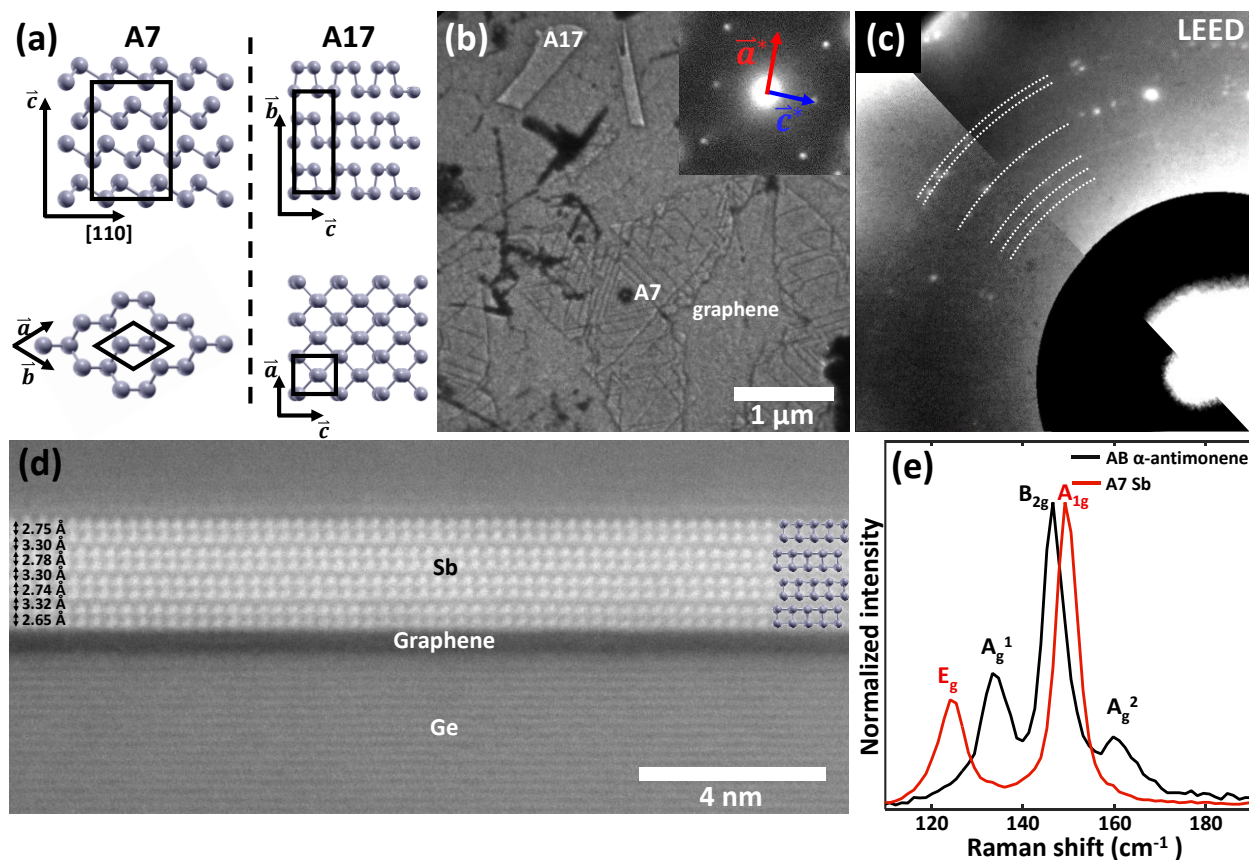 (a)
A7
A17
c
[110]
b
c
a
b
a
c
(b)
A17
a*
c*
A7
graphene
1 μm
(c)
LEED
(d)
2.75 Å
3.30 Å
2.78 Å
3.30 Å
2.74 Å
3.32 Å
2.65 Å
Sb
Graphene
Ge
4 nm
(e)
AB α-antimonene
A7 Sb
B2g
A1g
Ag1
Eg
Ag2
Normalized intensity
120 140 160 180
Raman shift (cm-1)